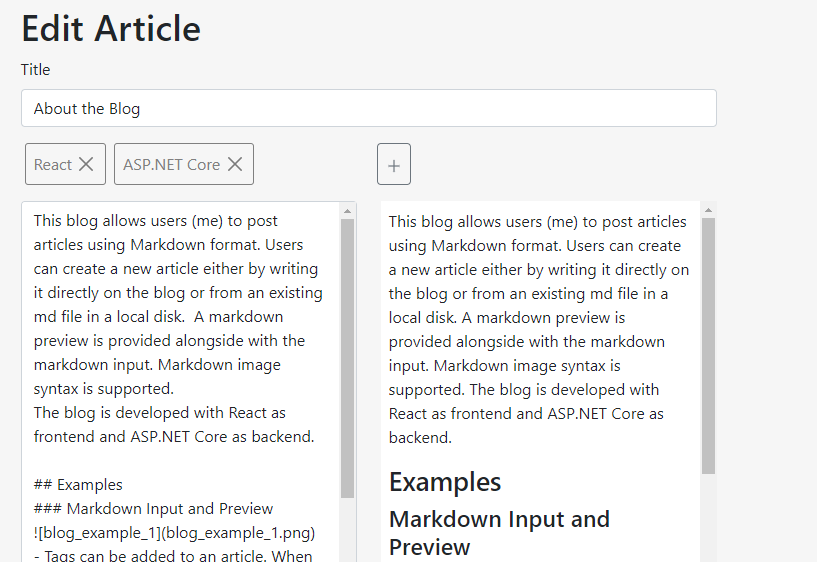 Edit Article
Title
About the Blog
React
ASP.NET Core
+
This blog allows users (me) to post
articles using Markdown format. Users
can create a new article either by writing
it directly on the blog or from an existing
md file in a local disk.  A markdown
preview is provided alongside with the
markdown input. Markdown image
syntax is supported.
The blog is developed with React as
frontend and ASP.NET Core as backend.
## Examples
### Markdown Input and Preview
![blog_example_1](blog_example_1.png)
- Tags can be added to an article. When
This blog allows users (me) to post articles
using Markdown format. Users can create
a new article either by writing it directly on
the blog or from an existing md file in a
local disk. A markdown preview is
provided alongside with the markdown
input. Markdown image syntax is
supported. The blog is developed with
React as frontend and ASP.NET Core as
backend.
Examples
Markdown Input and
Preview